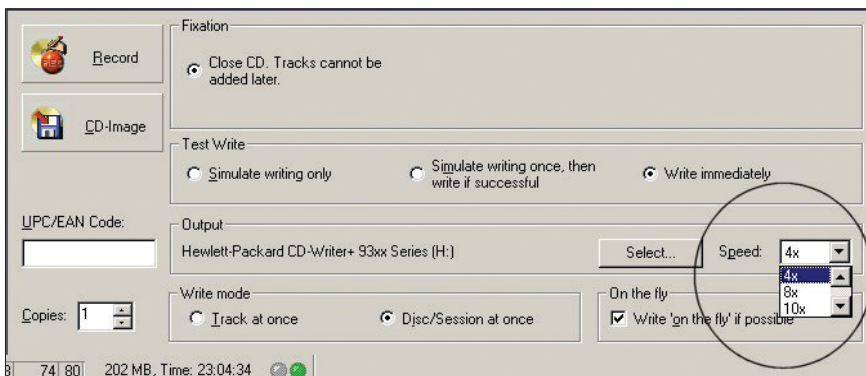 Fixation
Record
Close CD. Tracks cannot be
added later.
CD-Image
Test Write
Simulate writing only
Simulate writing once, then
write if successful
Write immediately
UPC/EAN Code:
Output
Hewlett-Packard CD-Writer+ 93xx Series (H:)
Select...
Speed:
4x
4x
8x
10x
Copies:
1
Write mode
Track at once
Disc/Session at once
On the fly
Write 'on the fly' if possible
74
80
202 MB, Time: 23:04:34